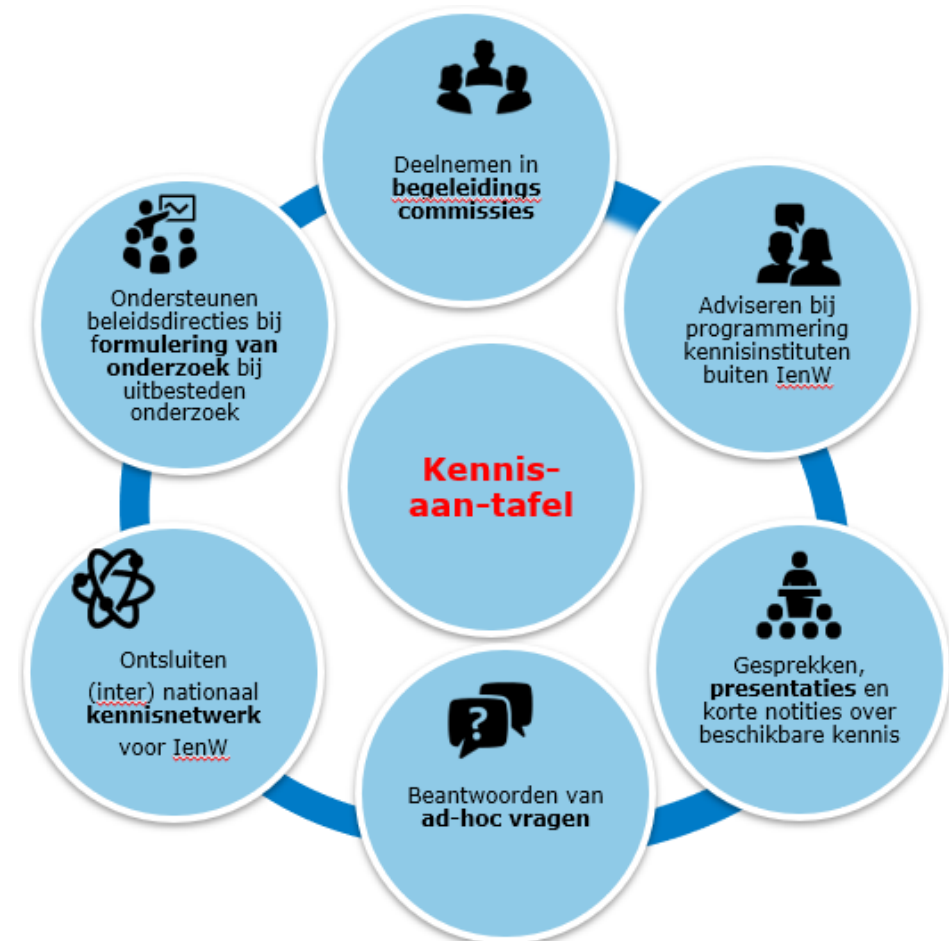 Deelnemen in
begeleidings
commissies
Adviseren bij
programmering
kennisinstituten
buiten IenW
Gesprekken,
presentaties en
korte notities over
beschikbare kennis
Beantwoorden van
ad-hoc vragen
Ontsluiten
(inter) nationaal
kennisnetwerk
voor IenW
Ondersteunen
beleidsdirecties bij
formulering van
onderzoek bij
uitbesteden
onderzoek
Kennis-
aan-tafel
?